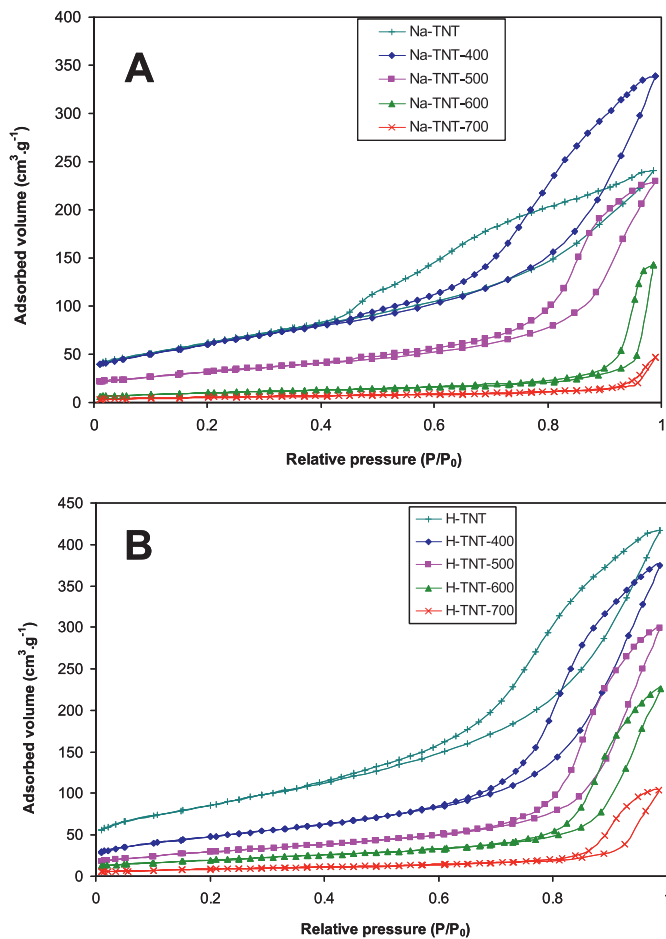 400
350
300
250
200
150
100
50
0
Adsorbed volume (cm³.g⁻¹)
A
Na-TNT
Na-TNT-400
Na-TNT-500
Na-TNT-600
Na-TNT-700
0 0.2 0.4 0.6 0.8 1
Relative pressure (P/P₀)
450
400
350
300
250
200
150
100
50
0
Adsorbed volume (cm³.g⁻¹)
B
H-TNT
H-TNT-400
H-TNT-500
H-TNT-600
H-TNT-700
0 0.2 0.4 0.6 0.8 1
Relative pressure (P/P₀)